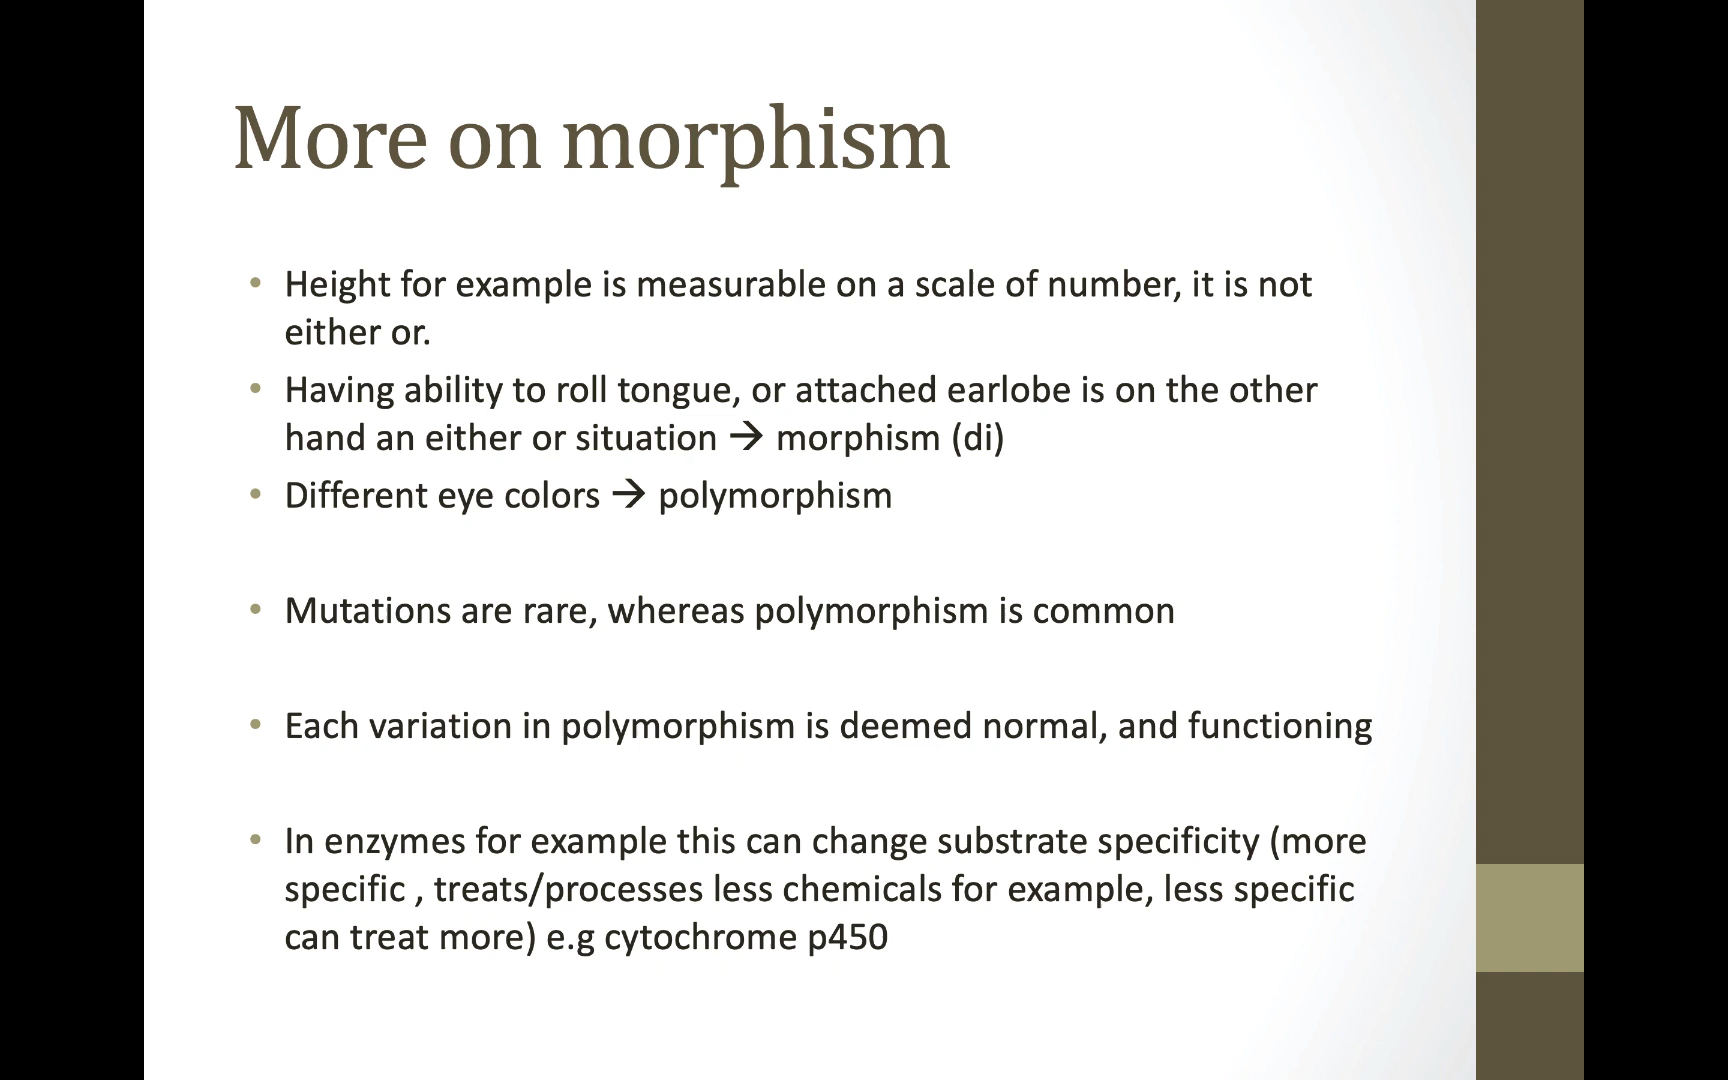 More on morphism
• Height for example is measurable on a scale of number, it is not
either or.
• Having ability to roll tongue, or attached earlobe is on the other
hand an either or situation → morphism (di)
• Different eye colors → polymorphism
• Mutations are rare, whereas polymorphism is common
• Each variation in polymorphism is deemed normal, and functioning
• In enzymes for example this can change substrate specificity (more
specific , treats/processes less chemicals for example, less specific
can treat more) e.g cytochrome p450